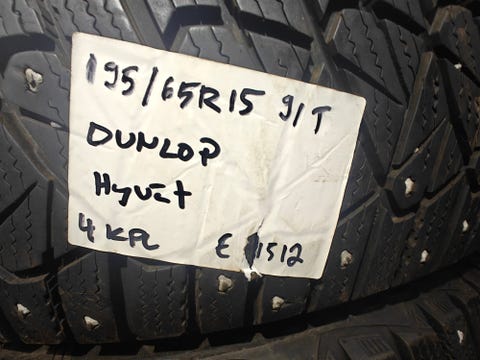 195/65R15 91T
DUNLOP
Hyvät
4 KPL E 1512